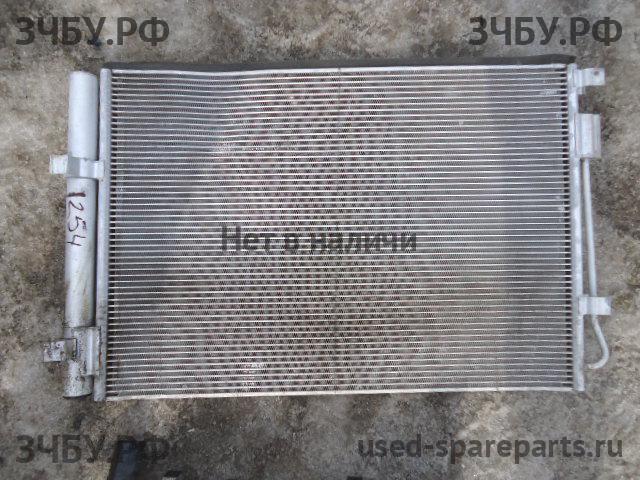 ЗЧБУ.РФ ЗЧБУ.РФ
1254
Нет в наличи
ЗЧБУ.РФ used-spareparts.ru